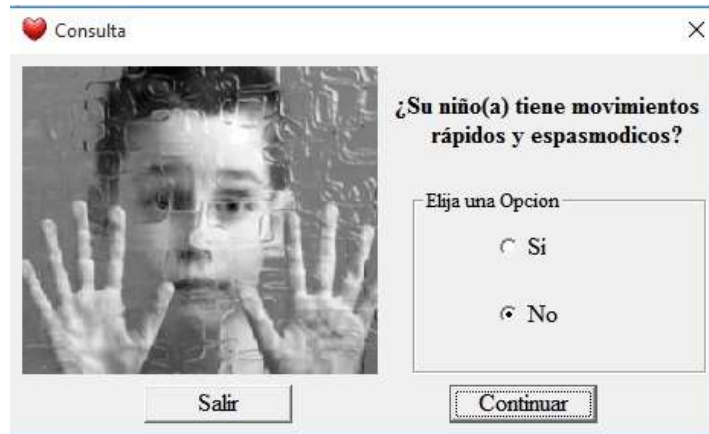 Consulta
¿Su niño(a) tiene movimientos
rápidos y espasmodicos?
Elija una Opcion
Si
No
Salir
Continuar